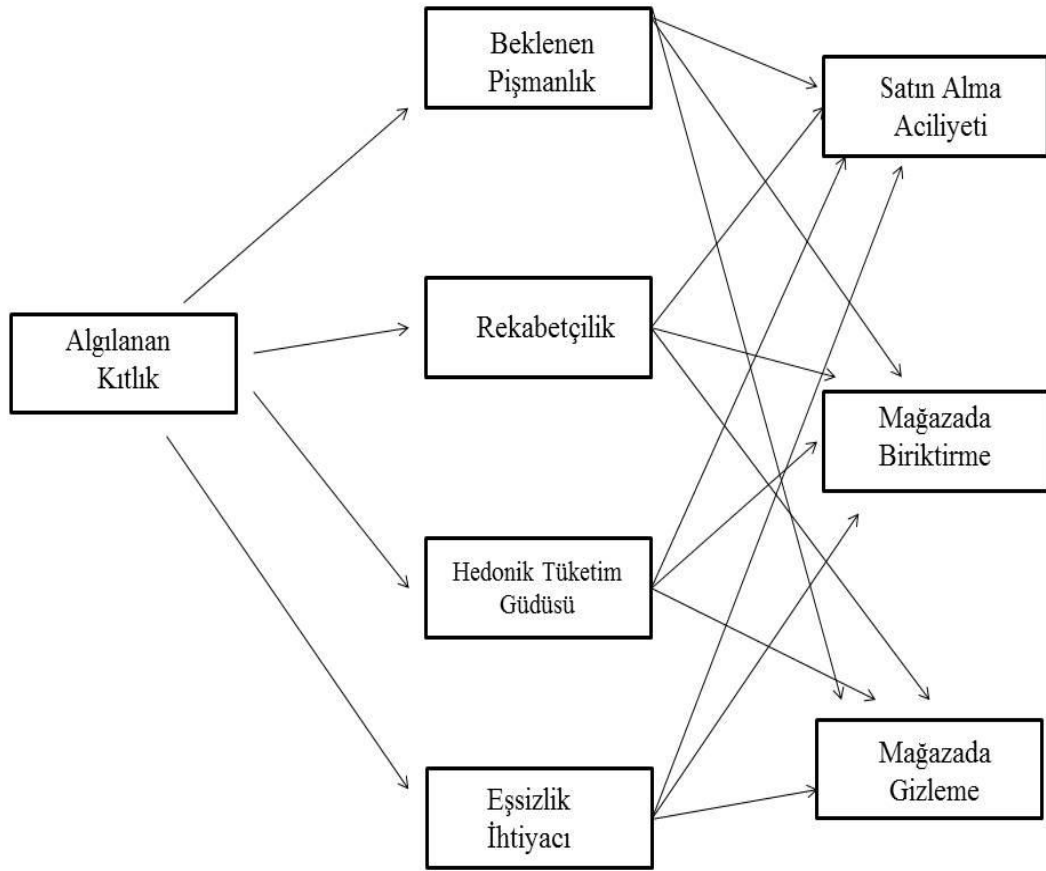 Algılanan
Kıtlık
Beklenen
Pişmanlık
Rekabetçilik
Hedonik Tüketim
Güdüsü
Eşsizlik
İhtiyacı
Satın Alma
Aciliyeti
Mağazada
Biriktirme
Mağazada
Gizleme